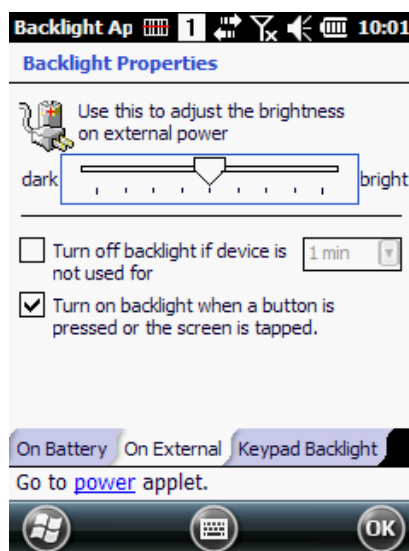 Backlight Ap 1 10:01
Backlight Properties
Use this to adjust the brightness
on external power
dark bright
Turn off backlight if device is 1 min
not used for
Turn on backlight when a button is
pressed or the screen is tapped.
On Battery On External Keypad Backlight
Go to power applet.
OK